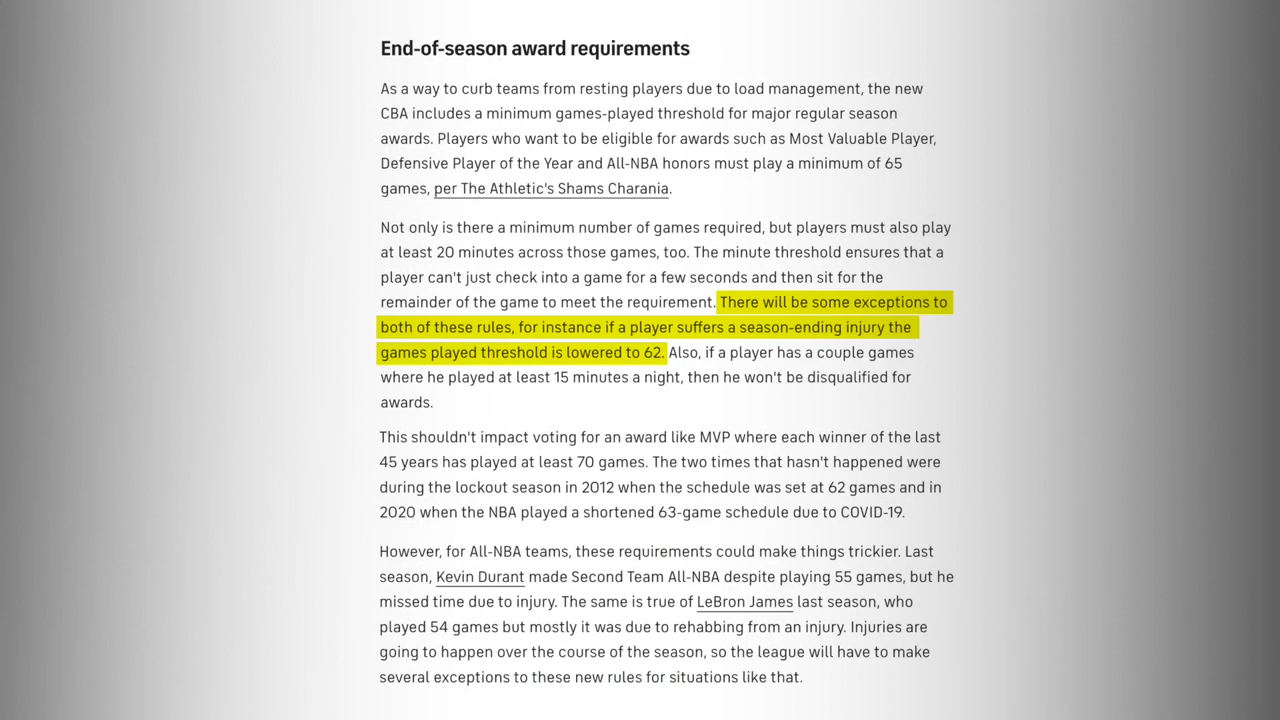 End-of-season award requirements
As a way to curb teams from resting players due to load management, the new
CBA includes a minimum games-played threshold for major regular season
awards. Players who want to be eligible for awards such as Most Valuable Player,
Defensive Player of the Year and All-NBA honors must play a minimum of 65
games, per The Athletic's Shams Charania.
Not only is there a minimum number of games required, but players must also play
at least 20 minutes across those games, too. The minute threshold ensures that a
player can't just check into a game for a few seconds and then sit for the
remainder of the game to meet the requirement. There will be some exceptions to
both of these rules, for instance if a player suffers a season-ending injury the
games played threshold is lowered to 62. Also, if a player has a couple games
where he played at least 15 minutes a night, then he won't be disqualified for
awards.
This shouldn't impact voting for an award like MVP where each winner of the last
45 years has played at least 70 games. The two times that hasn't happened were
during the lockout season in 2012 when the schedule was set at 62 games and in
2020 when the NBA played a shortened 63-game schedule due to COVID-19.
However, for All-NBA teams, these requirements could make things trickier. Last
season, Kevin Durant made Second Team All-NBA despite playing 55 games, but he
missed time due to injury. The same is true of LeBron James last season, who
played 54 games but mostly it was due to rehabbing from an injury. Injuries are
going to happen over the course of the season, so the league will have to make
several exceptions to these new rules for situations like that.